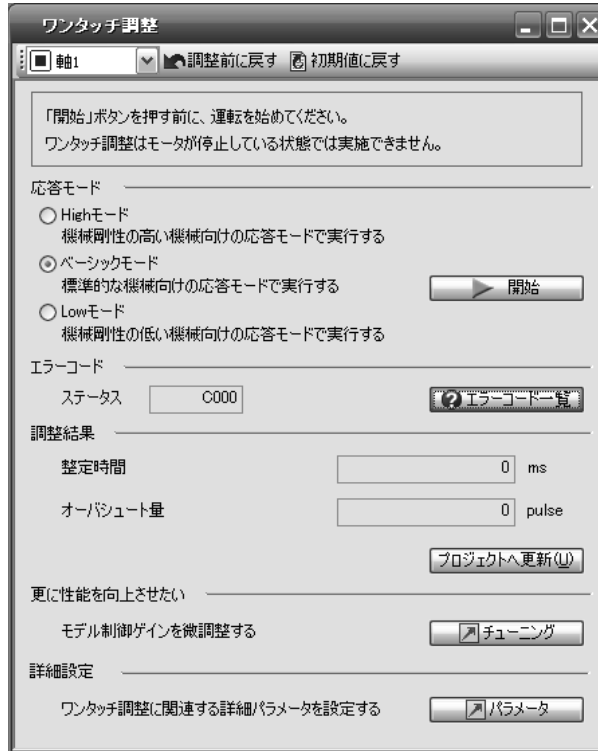 ワンタッチ調整
軸1 調整前に戻す 初期値に戻す
「開始」ボタンを押す前に、運転を始めてください。
ワンタッチ調整はモータが停止している状態では実施できません。
応答モード
Highモード
機械剛性の高い機械向けの応答モードで実行する
ベーシックモード
標準的な機械向けの応答モードで実行する
開始
Lowモード
機械剛性の低い機械向けの応答モードで実行する
エラーコード
ステータス C000 エラーコード一覧
調整結果
整定時間 0 ms
オーバシュート量 0 pulse
プロジェクトへ更新(U)
更に性能を向上させたい
モデル制御ゲインを微調整する チューニング
詳細設定
ワンタッチ調整に関連する詳細パラメータを設定する パラメータ